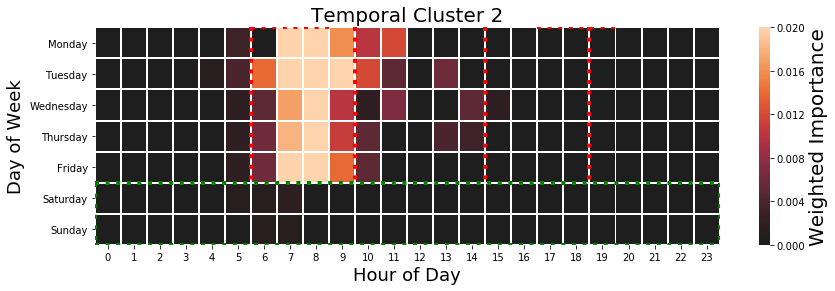 Temporal Cluster 2
Day of Week
Monday
Tuesday
Wednesday
Thursday
Friday
Saturday
Sunday
0 1 2 3 4 5 6 7 8 9 10 11 12 13 14 15 16 17 18 19 20 21 22 23
Hour of Day
0.020
0.016
0.012
0.008
0.004
0.000
Weighted Importance